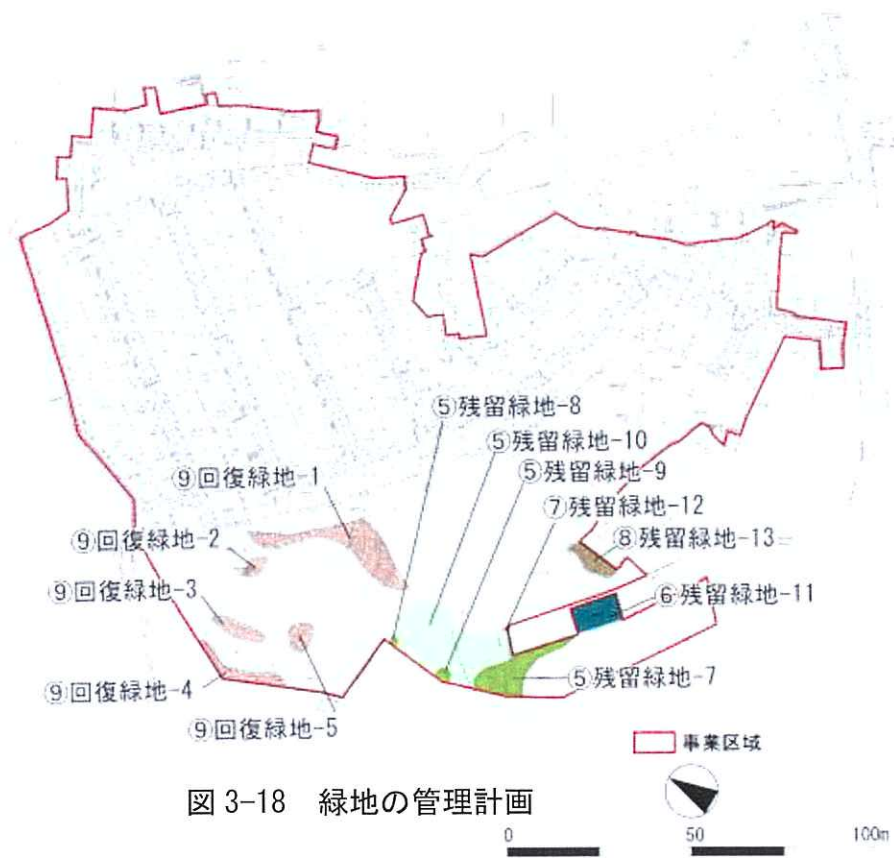 ⑤残留緑地-8
⑤残留緑地-10
⑤残留緑地-9
⑦残留緑地-12
⑧残留緑地-13
⑥残留緑地-11
⑤残留緑地-7
⑨回復緑地-1
⑨回復緑地-2
⑨回復緑地-3
⑨回復緑地-4
⑨回復緑地-5
事業区域
図 3-18 緑地の管理計画
0 50 100m